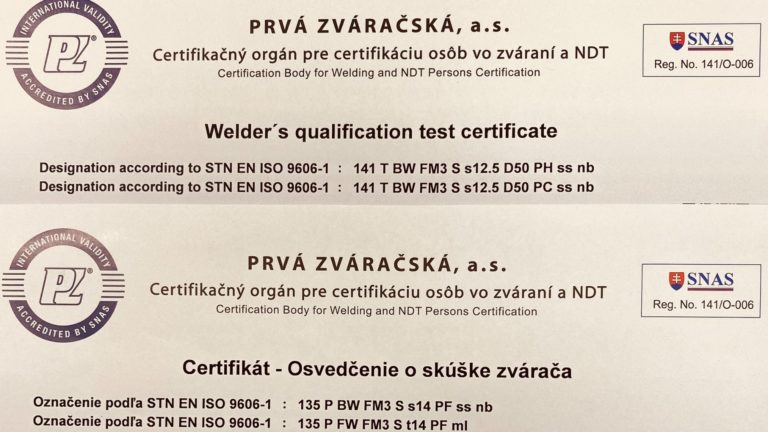 INTERNATIONAL VALIDITY
PZ®
ACCREDITED BY SNAS
PRVÁ ZVÁRAČSKÁ, a.s.
Certifikačný orgán pre certifikáciu osôb vo zváraní a NDT
Certification Body for Welding and NDT Persons Certification
SNAS
Reg. No. 141/O-006
Welder´s qualification test certificate
Designation according to STN EN ISO 9606-1 : 141 T BW FM3 S s12.5 D50 PH ss nb
Designation according to STN EN ISO 9606-1 : 141 T BW FM3 S s12.5 D50 PC ss nb
INTERNATIONAL VALIDITY
PZ®
ACCREDITED BY SNAS
PRVÁ ZVÁRAČSKÁ, a.s.
Certifikačný orgán pre certifikáciu osôb vo zváraní a NDT
Certification Body for Welding and NDT Persons Certification
SNAS
Reg. No. 141/O-006
Certifikát - Osvedčenie o skúške zvárača
Označenie podľa STN EN ISO 9606-1 : 135 P BW FM3 S s14 PF ss nb
Označenie podľa STN EN ISO 9606-1 : 135 P FW FM3 S t14 PF ml